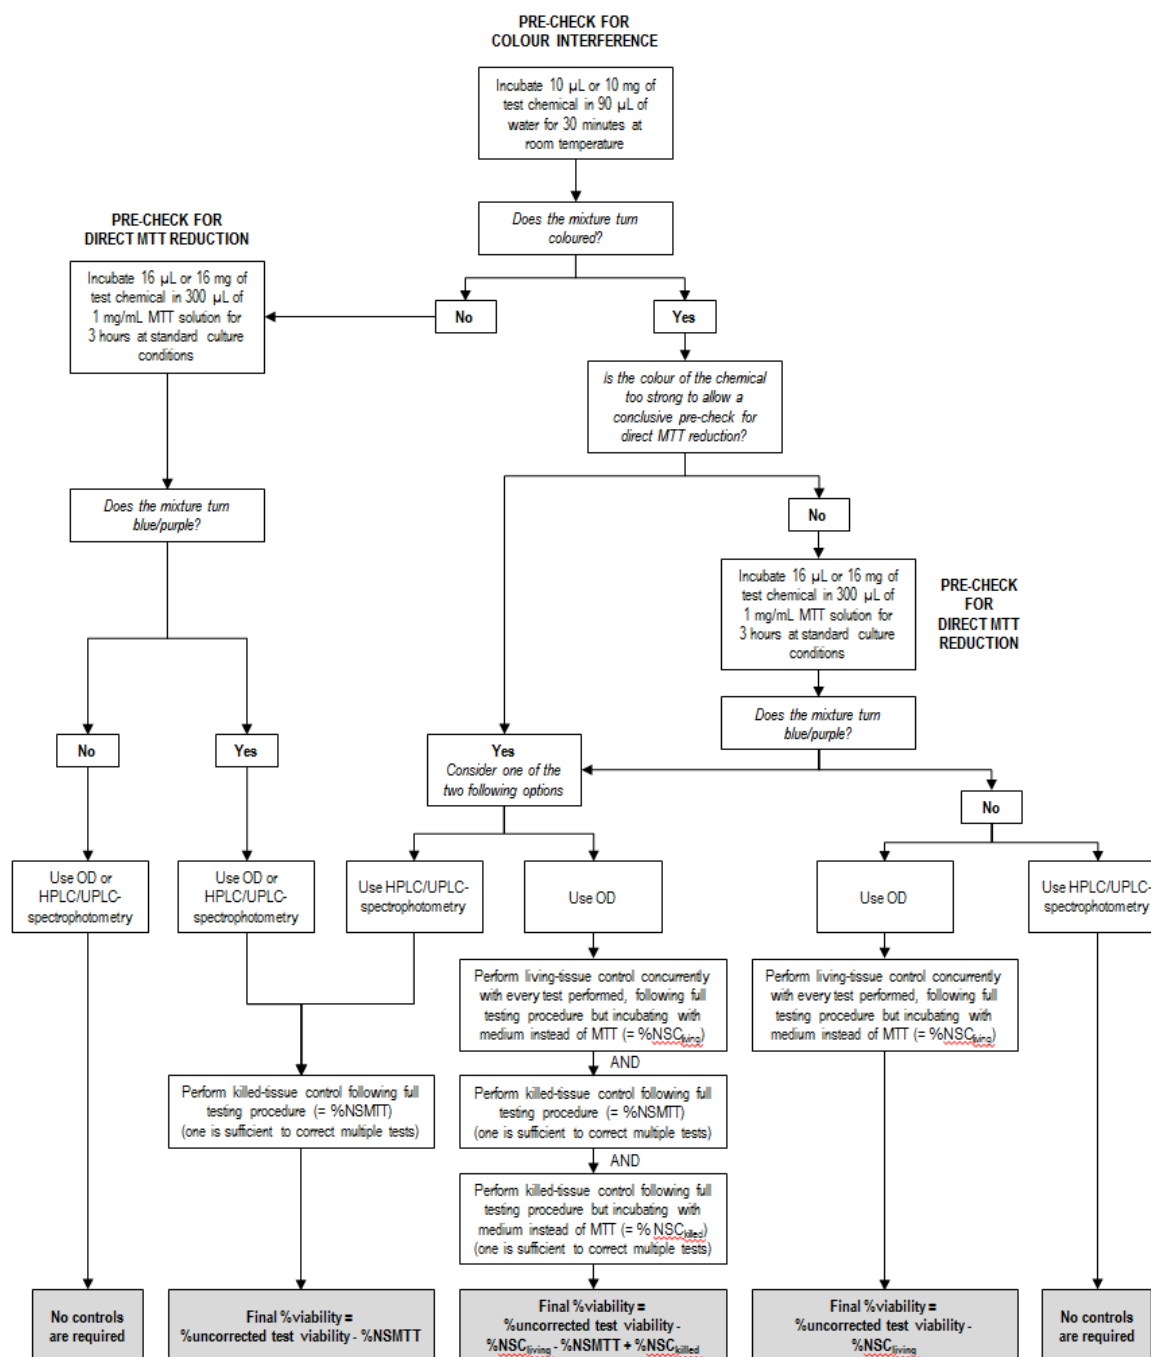 PRE-CHECK FOR
COLOUR INTERFERENCE
Incubate 10 µL or 10 mg of
test chemical in 90 µL of
water for 30 minutes at
room temperature
Does the mixture turn
coloured?
PRE-CHECK FOR
DIRECT MTT REDUCTION
Incubate 16 µL or 16 mg of
test chemical in 300 µL of
1 mg/mL MTT solution for
3 hours at standard culture
conditions
No
Yes
Is the colour of the chemical
too strong to allow a
conclusive pre-check for
direct MTT reduction?
Does the mixture turn
blue/purple?
No
Incubate 16 µL or 16 mg of
test chemical in 300 µL of
1 mg/mL MTT solution for
3 hours at standard culture
conditions
PRE-CHECK
FOR
DIRECT MTT
REDUCTION
Does the mixture turn
blue/purple?
No
Yes
Yes
Consider one of the
two following options
No
Use OD or
HPLC/UPLC-
spectrophotometry
Use OD or
HPLC/UPLC-
spectrophotometry
Use HPLC/UPLC-
spectrophotometry
Use OD
Use OD
Use HPLC/UPLC-
spectrophotometry
Perform living-tissue control concurrently
with every test performed, following full
testing procedure but incubating with
medium instead of MTT (= %NSCliving)
Perform living-tissue control concurrently
with every test performed, following full
testing procedure but incubating with
medium instead of MTT (= %NSCliving)
AND
Perform killed-tissue control following full
testing procedure (= %NSMTT)
(one is sufficient to correct multiple tests)
Perform killed-tissue control following full
testing procedure (= %NSMTT)
(one is sufficient to correct multiple tests)
AND
Perform killed-tissue control following full
testing procedure but incubating with
medium instead of MTT (= % NSCkilled)
(one is sufficient to correct multiple tests)
No controls
are required
Final %viability =
%uncorrected test viability - %NSMTT
Final %viability =
%uncorrected test viability -
%NSCliving - %NSMTT + %NSCkilled
Final %viability =
%uncorrected test viability -
%NSCliving
No controls
are required